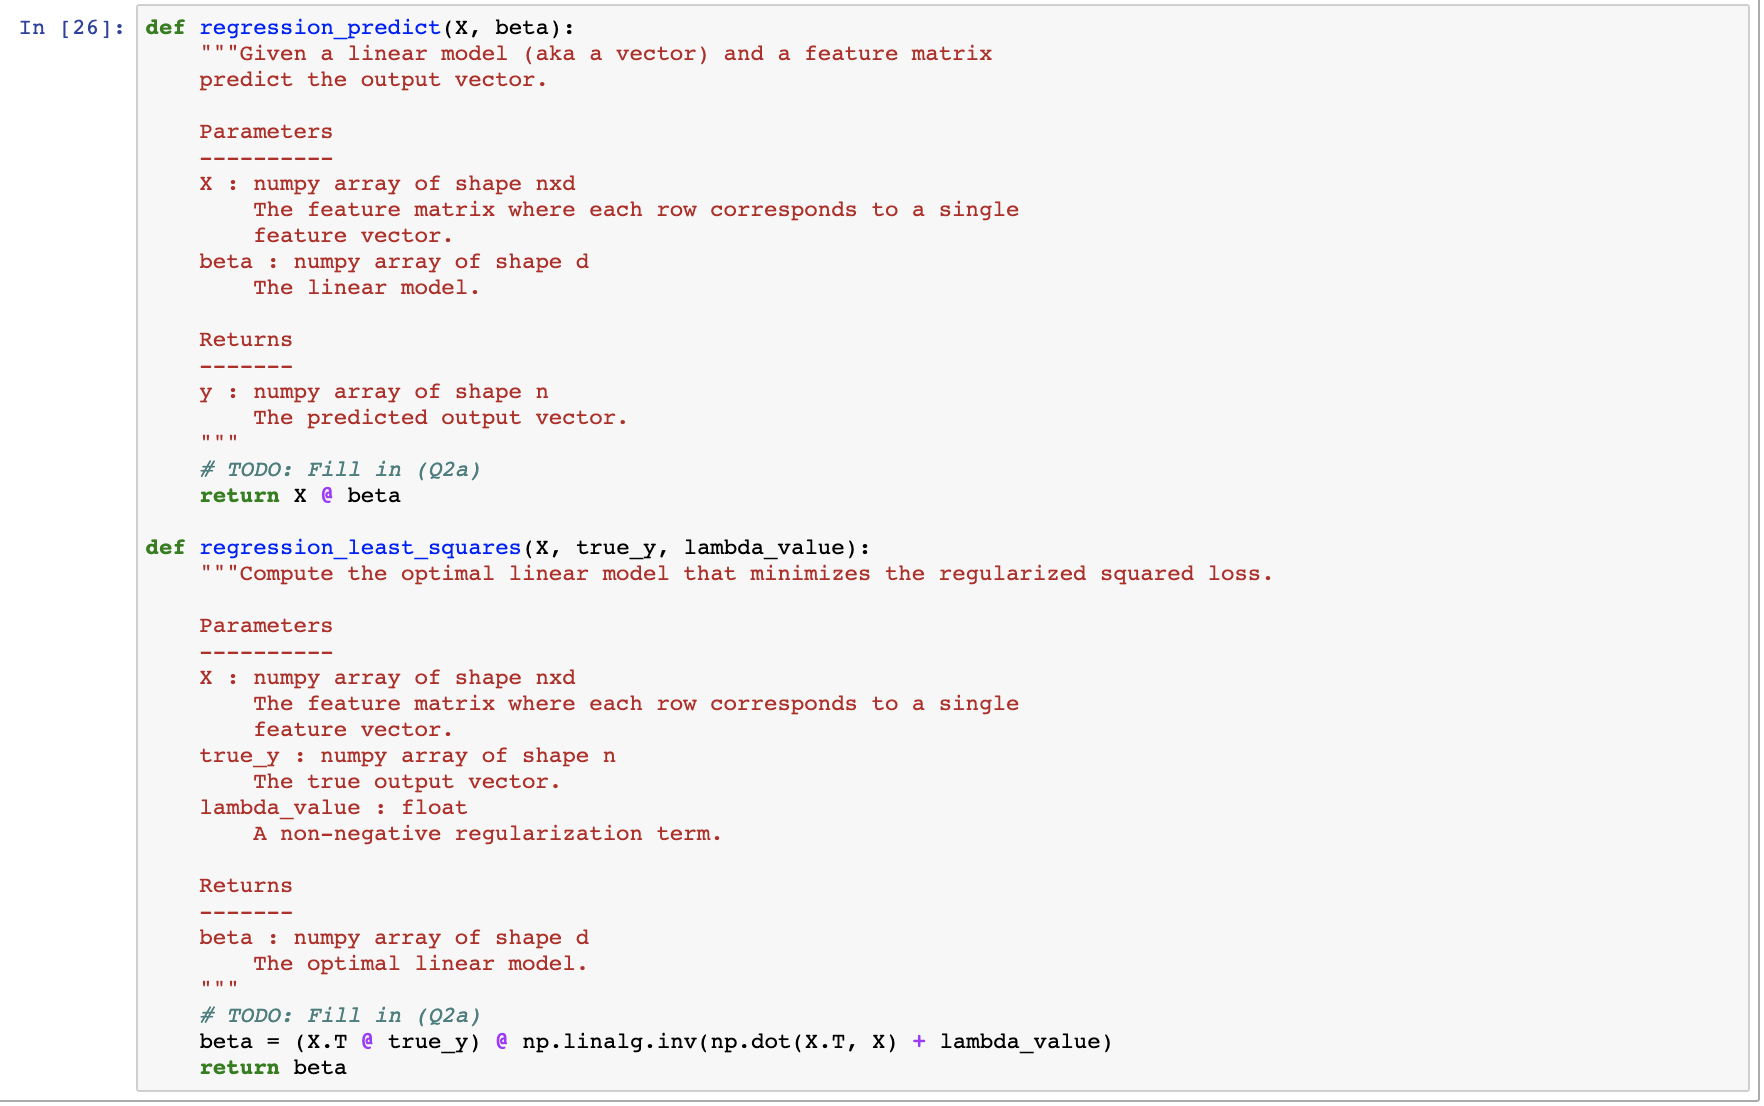 In [26]: def regression_predict(X, beta):
    """Given a linear model (aka a vector) and a feature matrix
    predict the output vector.

    Parameters
    ----------
    X : numpy array of shape nxd
        The feature matrix where each row corresponds to a single
        feature vector.
    beta : numpy array of shape d
        The linear model.

    Returns
    -------
    y : numpy array of shape n
        The predicted output vector.
    """
    # TODO: Fill in (Q2a)
    return X @ beta

def regression_least_squares(X, true_y, lambda_value):
    """Compute the optimal linear model that minimizes the regularized squared loss.

    Parameters
    ----------
    X : numpy array of shape nxd
        The feature matrix where each row corresponds to a single
        feature vector.
    true_y : numpy array of shape n
        The true output vector.
    lambda_value : float
        A non-negative regularization term.

    Returns
    -------
    beta : numpy array of shape d
        The optimal linear model.
    """
    # TODO: Fill in (Q2a)
    beta = (X.T @ true_y) @ np.linalg.inv(np.dot(X.T, X) + lambda_value)
    return beta